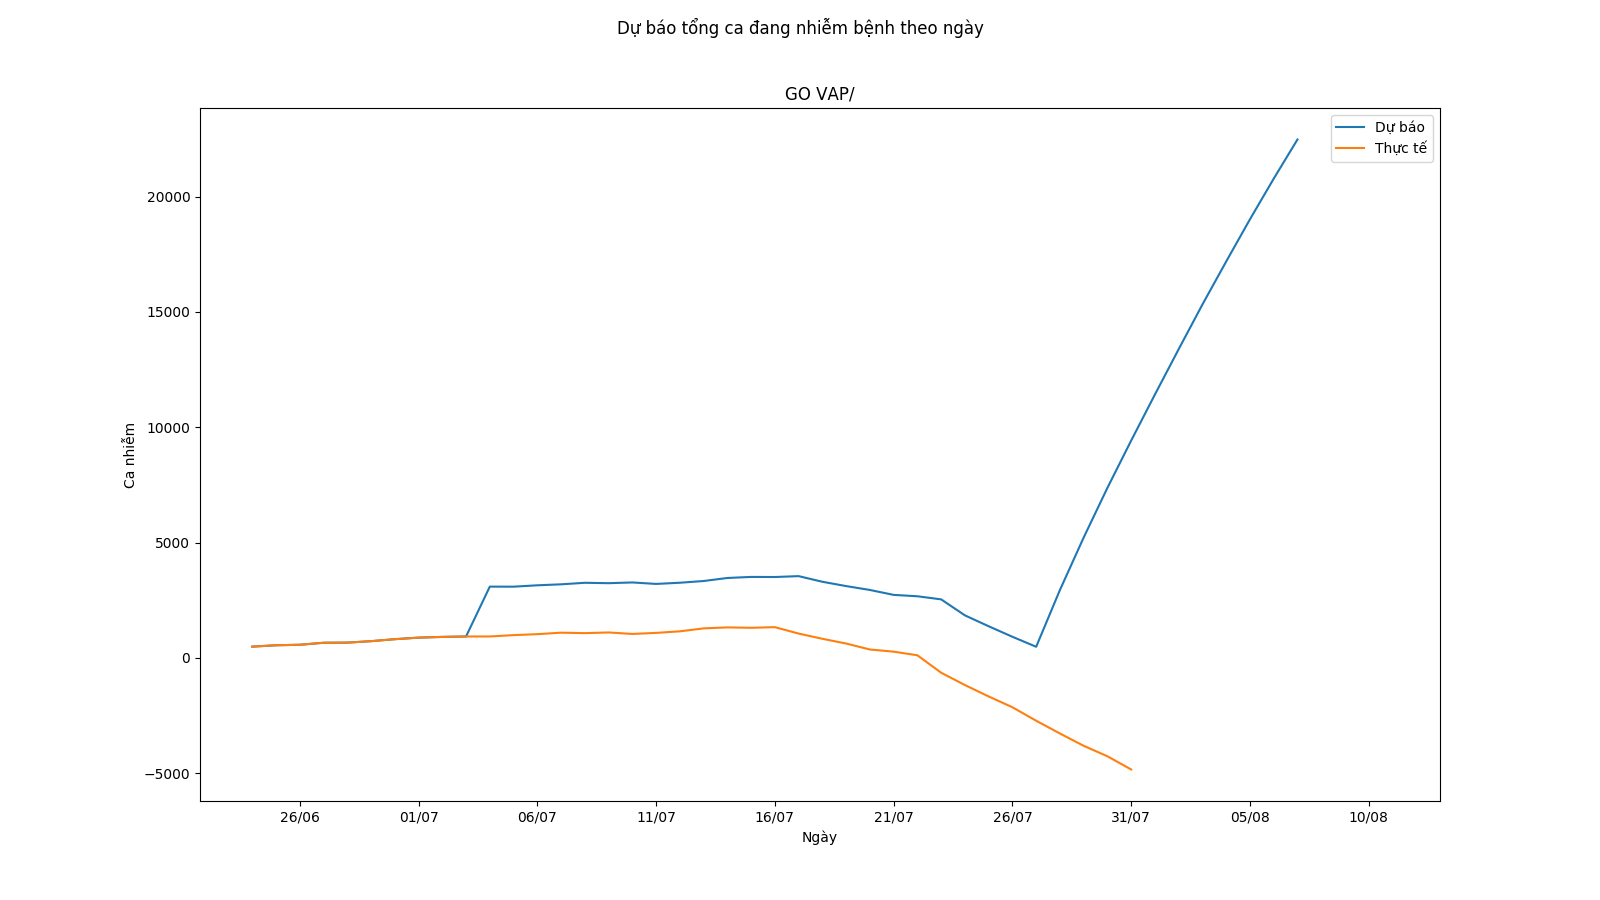 Dự báo tổng ca đang nhiễm bệnh theo ngày
GO VAP/
Dự báo
Thực tế
20000
15000
10000
5000
0
−5000
Ca nhiễm
26/06 01/07 06/07 11/07 16/07 21/07 26/07 31/07 05/08 10/08
Ngày